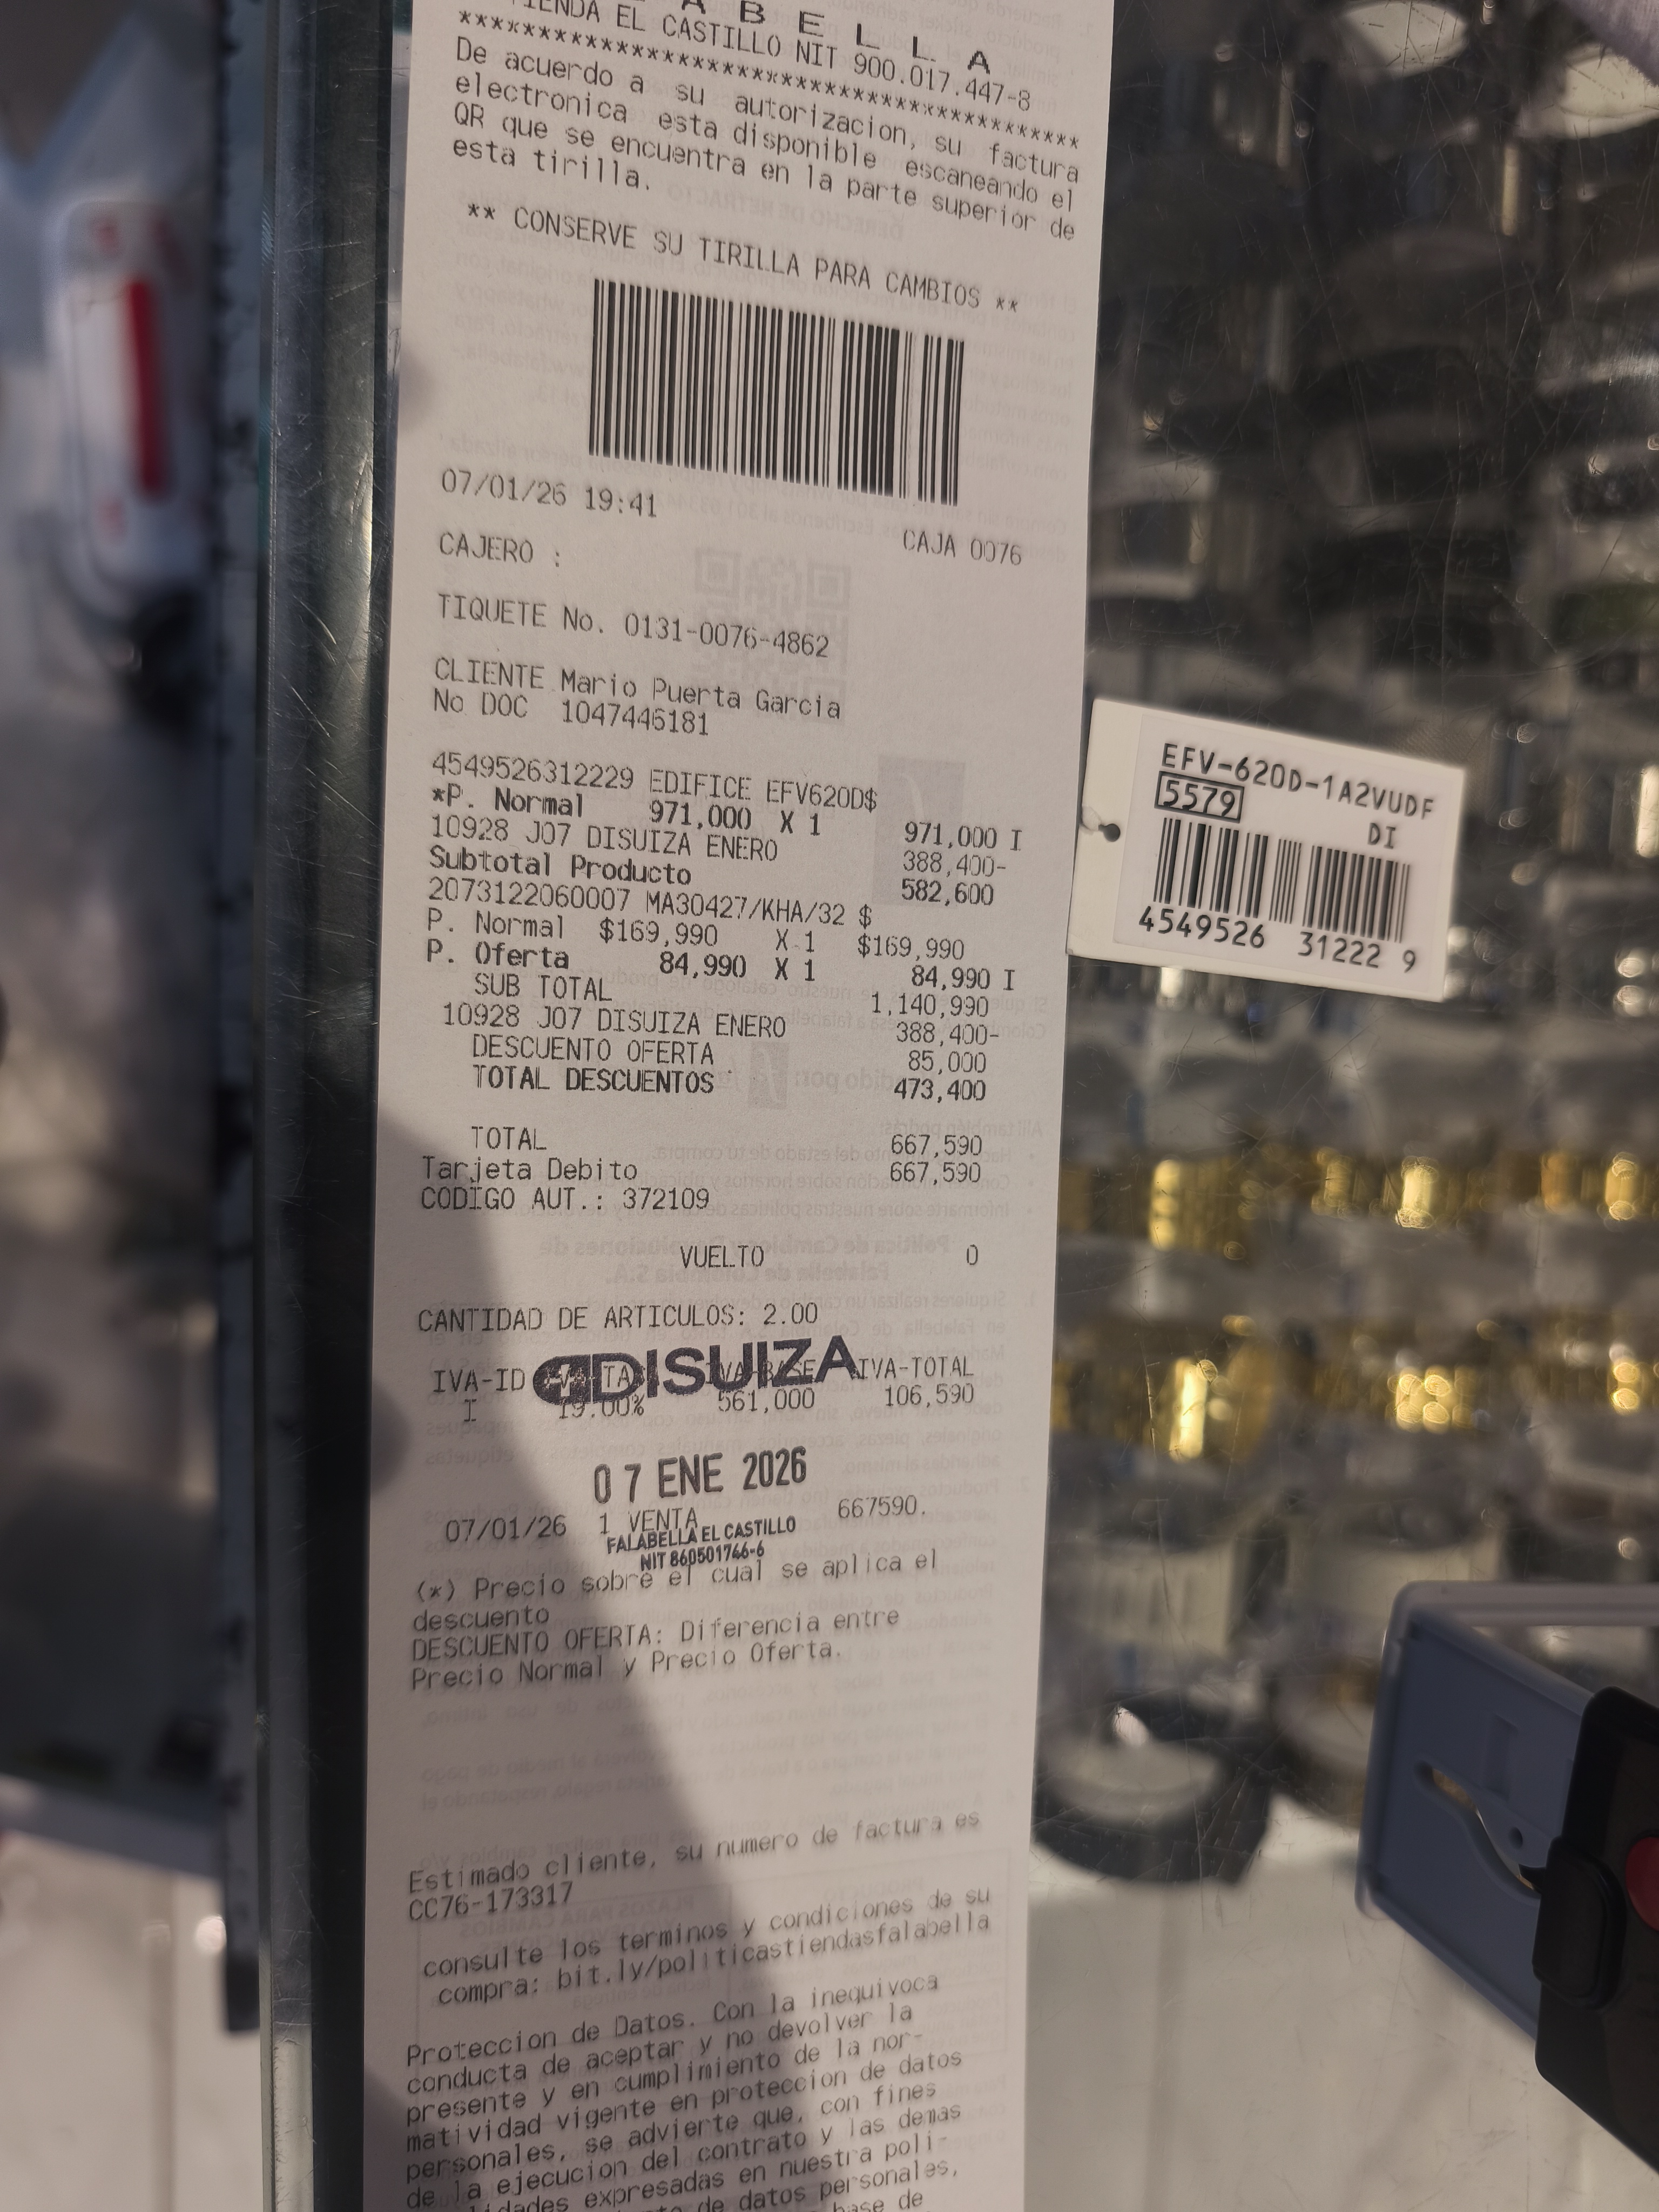 A B E L L A
TIENDA EL CASTILLO NIT 900.017.447-8
****************************************
De acuerdo a su autorizacion, su factura
electronica esta disponible escaneando el
QR que se encuentra en la parte superior de
esta tirilla.
** CONSERVE SU TIRILLA PARA CAMBIOS **
07/01/26 19:41
CAJA 0076
CAJERO :
TIQUETE No. 0131-0076-4862
CLIENTE Mario Puerta Garcia
No DOC 1047446181
4549526312229 EDIFICE EFV620D$
*P. Normal 971,000 X 1 971,000 I
10928 J07 DISUIZA ENERO 388,400-
Subtotal Producto 582,600
2073122060007 MA30427/KHA/32 $
P. Normal $169,990 X 1 $169,990
P. Oferta 84,990 X 1 84,990 I
SUB TOTAL 1,140,990
10928 J07 DISUIZA ENERO 388,400-
DESCUENTO OFERTA 85,000
TOTAL DESCUENTOS 473,400
TOTAL 667,590
Tarjeta Debito 667,590
CODIGO AUT.: 372109
VUELTO 0
CANTIDAD DE ARTICULOS: 2.00
DISUIZA
IVA-ID IVA-TOTAL
I 19.00% 561,000 106,590
07 ENE 2026
07/01/26 1 VENTA 667590.
FALABELLA EL CASTILLO
NIT 860501746-6
(*) Precio sobre el cual se aplica el
descuento
DESCUENTO OFERTA: Diferencia entre
Precio Normal y Precio Oferta.
Estimado cliente, su numero de factura es
CC76-173317
consulte los terminos y condiciones de su
compra: bit.ly/politicastiendasfalabella
Proteccion de Datos. Con la inequivoca
conducta de aceptar y no devolver la
presente y en cumplimiento de la nor-
matividad vigente en proteccion de datos
personales, se advierte que, con fines
de la ejecucion del contrato y las demas
idades expresadas en nuestra poli-
de datos personales,
base de
EFV-620D-1A2VUDF
5579
DI
4549526 31222 9